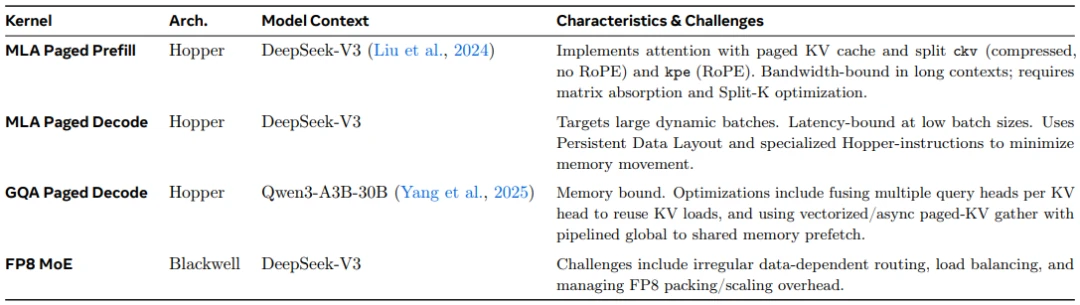 Kernel Arch. Model Context Characteristics & Challenges
MLA Paged Prefill Hopper DeepSeek-V3 (Liu et al., 2024) Implements attention with paged KV cache and split ckv (compressed,
no RoPE) and kpe (RoPE). Bandwidth-bound in long contexts; requires
matrix absorption and Split-K optimization.
MLA Paged Decode Hopper DeepSeek-V3 Targets large dynamic batches. Latency-bound at low batch sizes. Uses
Persistent Data Layout and specialized Hopper-instructions to minimize
memory movement.
GQA Paged Decode Hopper Qwen3-A3B-30B (Yang et al., 2025) Memory bound. Optimizations include fusing multiple query heads per KV
head to reuse KV loads, and using vectorized/async paged-KV gather with
pipelined global to shared memory prefetch.
FP8 MoE Blackwell DeepSeek-V3 Challenges include irregular data-dependent routing, load balancing, and
managing FP8 packing/scaling overhead.